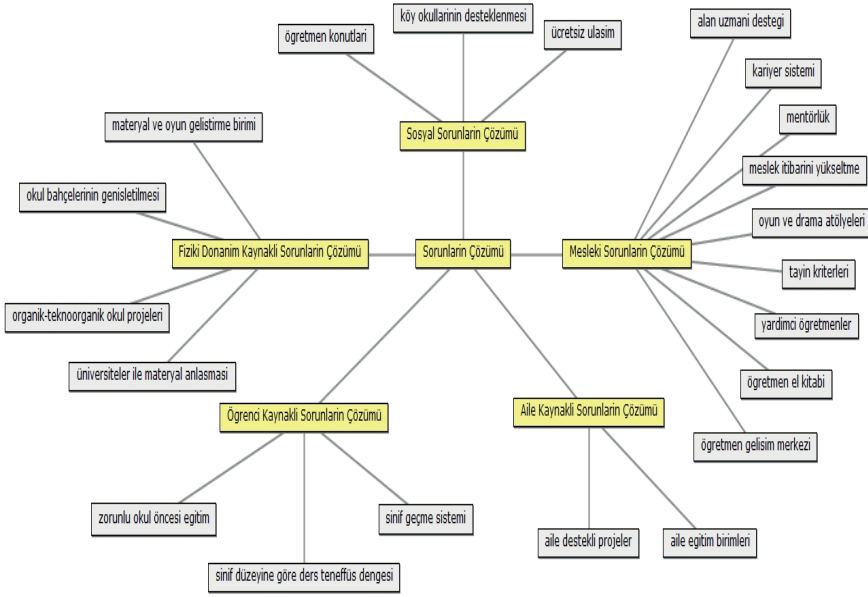 köy okullarinin desteklenmesi
alan uzmani destegi
ögretmen konutlari
ücretsiz ulasim
kariyer sistemi
materyal ve oyun gelistirme birimi
Sosyal Sorunlarin Çözümü
mentörlük
meslek itibarini yükseltme
okul bahçelerinin genisletilmesi
oyun ve drama atölyeleri
Fiziki Donanim Kaynakli Sorunlarin Çözümü
Sorunlarin Çözümü
Mesleki Sorunlarin Çözümü
tayin kriterleri
organik-teknoorganik okul projeleri
yardimci ögretmenler
üniversiteler ile materyal anlasmasi
ögretmen el kitabi
Ögrenci Kaynakli Sorunlarin Çözümü
Aile Kaynakli Sorunlarin Çözümü
ögretmen gelisim merkezi
zorunlu okul öncesi egitim
sinif geçme sistemi
aile destekli projeler
aile egitim birimleri
sinif düzeyine göre ders teneffüs dengesi